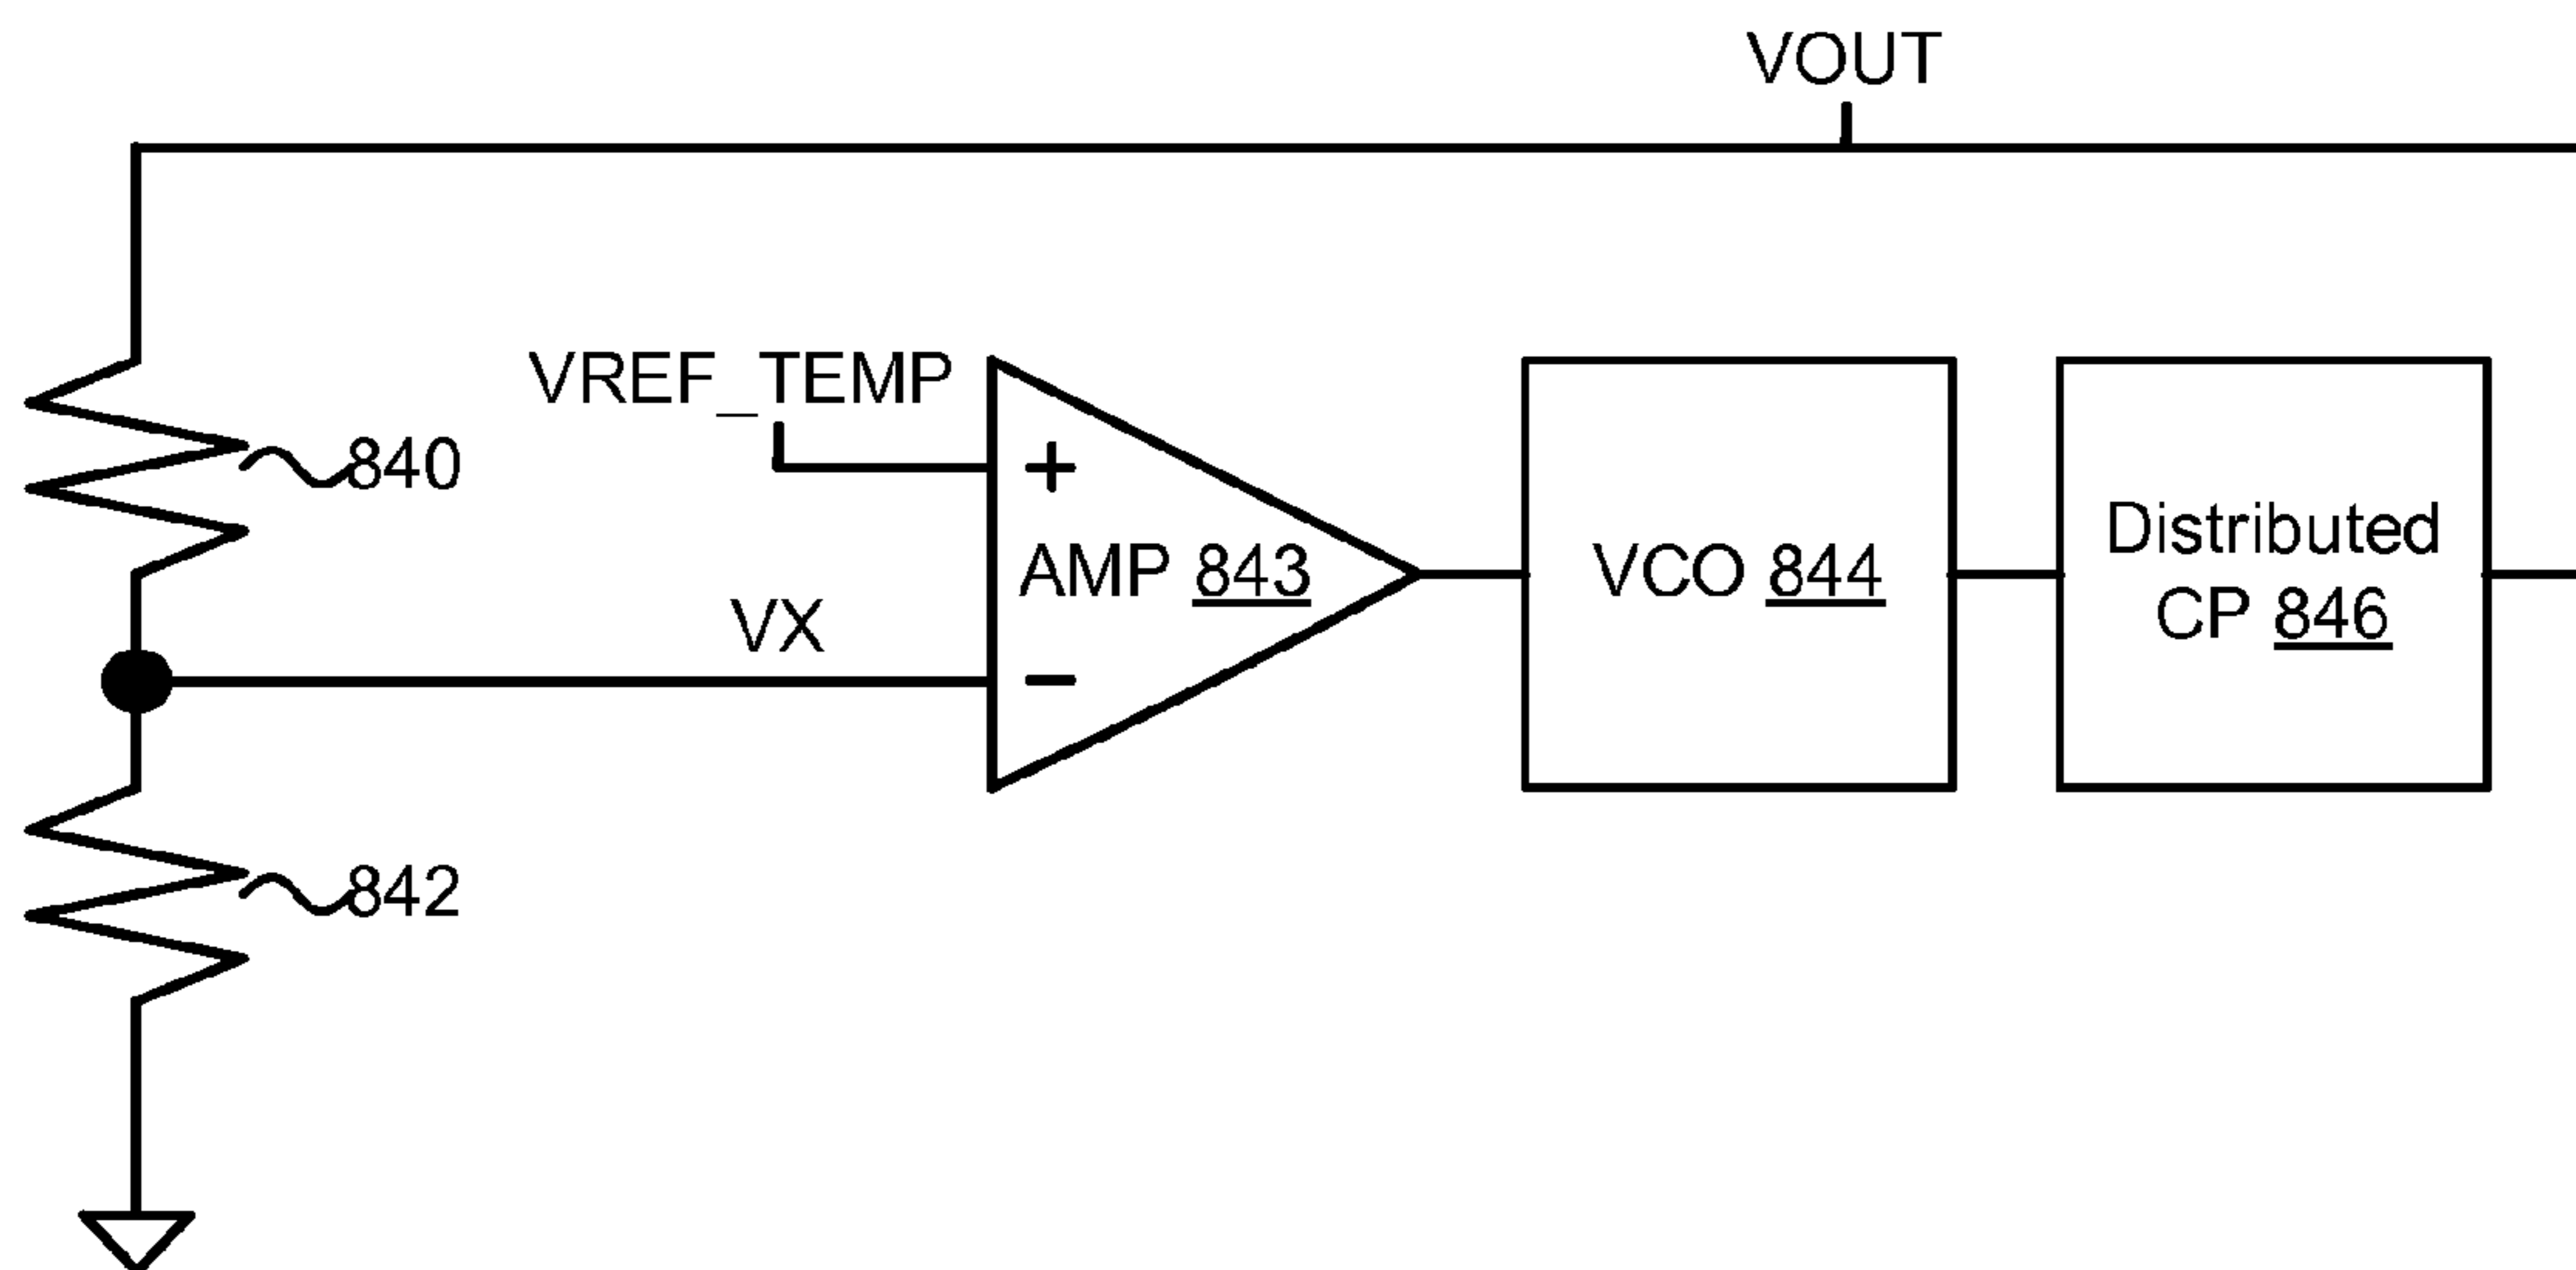 VOUT
VREF_TEMP
840
+
AMP 843
VCO 844
Distributed
CP 846
VX
−
842